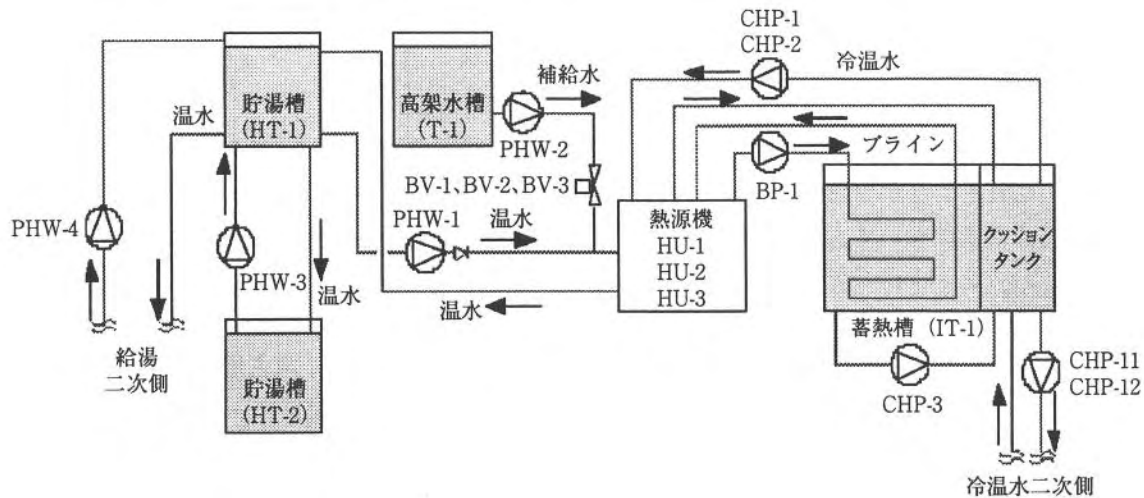 CHP-1
CHP-2
冷温水
貯湯槽
(HT-1)
高架水槽
(T-1)
補給水
温水
PHW-2
ブライン
BV-1、BV-2、BV-3
BP-1
PHW-4
PHW-1
温水
熱源機
HU-1
HU-2
HU-3
クッション
タンク
PHW-3
温水
温水
蓄熱槽 (IT-1)
給湯
二次側
貯湯槽
(HT-2)
CHP-3
CHP-11
CHP-12
冷温水二次側